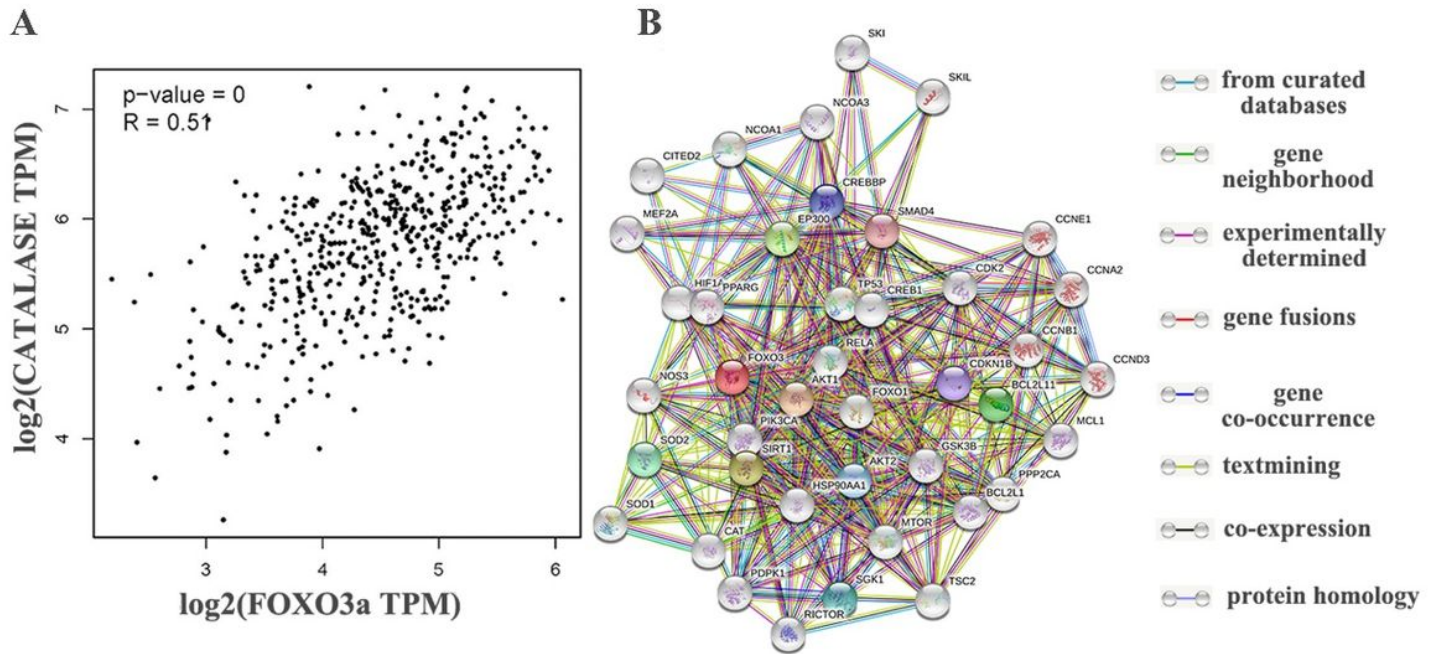 A
p-value = 0
R = 0.51
7
6
5
4
3
4
5
6
log2(CATALASE TPM)
log2(FOXO3a TPM)
B
SKI
SKIL
NCOA3
NCOA1
CITED2
CREBBP
MEF2A
EP300
SMAD4
CCNE1
CDK2
CCNA2
HIF1A
PPARG
TP53
CREB1
CCNB1
RELA
FOXO3
CDKN1B
CCND3
NOS3
AKT1
FOXO1
BCL2L11
PIK3CA
MCL1
SOD2
SIRT1
AKT2
GSK3B
PPP2CA
HSP90AA1
BCL2L1
SOD1
CAT
MTOR
PDPK1
SGK1
TSC2
RICTOR
from curated
databases
gene
neighborhood
experimentally
determined
gene fusions
gene
co-occurrence
textmining
co-expression
protein homology